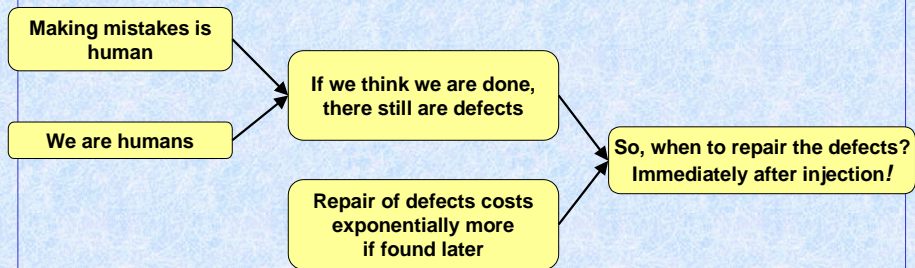 Making mistakes is
human
We are humans
If we think we are done,
there still are defects
Repair of defects costs
exponentially more
if found later
So, when to repair the defects?
Immediately after injection!